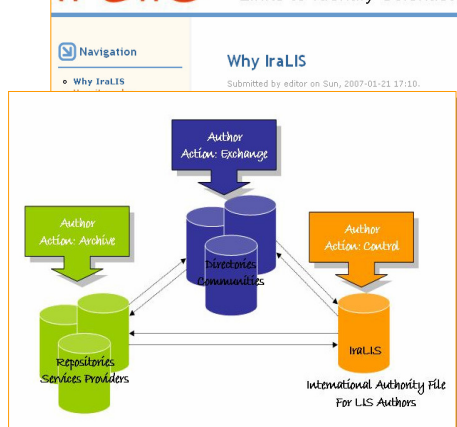 Navigation
Why IraLIS
Why IraLIS
Submitted by editor on Sun, 2007-01-21 17:10.
Author
Action: Exchange
Author
Action: Archive
Author
Action: Control
Directories
Communities
Repositories
Services Providers
IraLIS
International Authority File
For LIS Authors